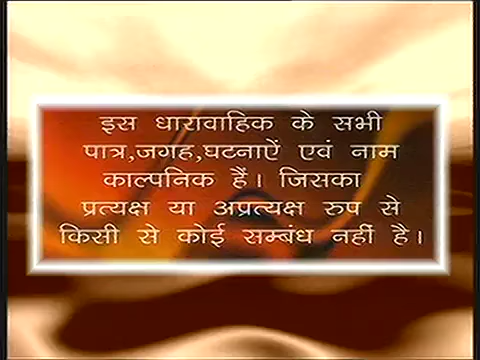 इस धारावाहिक के सभी
पात्र,जगह,घटनाऐं एवं नाम
काल्पनिक हैं। जिसका
प्रत्यक्ष या अप्रत्यक्ष रुप से
किसी से कोई सम्बंध नहीं है।